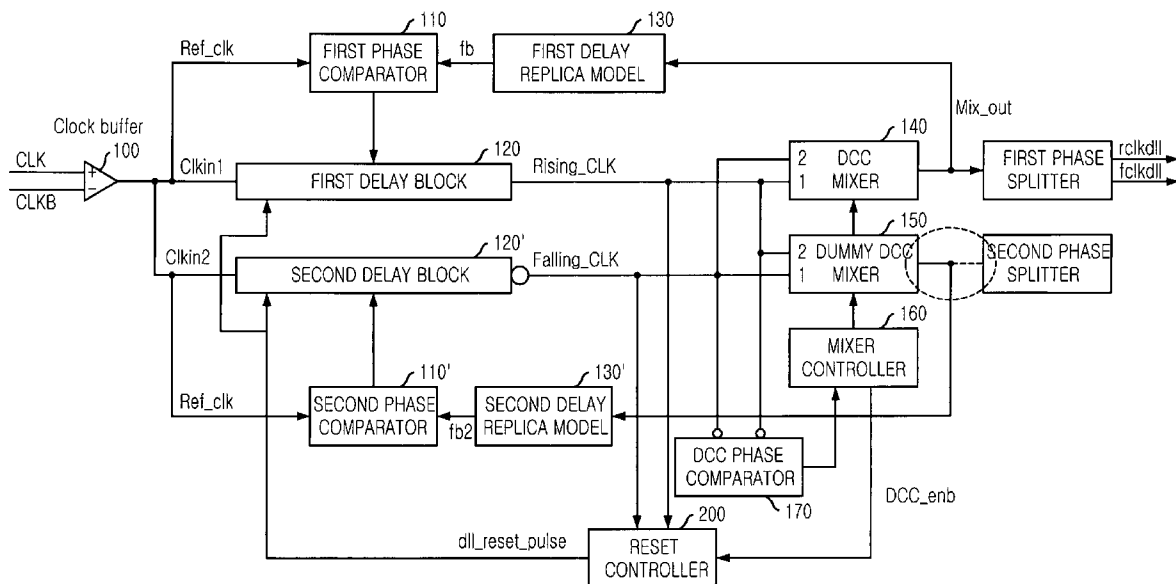 110
130
Ref_clk
FIRST PHASE
COMPARATOR
fb
FIRST DELAY
REPLICA MODEL
Mix_out
Clock buffer
100
CLK
CLKB
+
−
Clkin1
120
FIRST DELAY BLOCK
Rising_CLK
140
2
1
DCC
MIXER
FIRST PHASE
SPLITTER
rclkdll
fclkdll
Clkin2
120'
SECOND DELAY BLOCK
Falling_CLK
150
2
1
DUMMY DCC
MIXER
SECOND PHASE
SPLITTER
160
MIXER
CONTROLLER
110'
130'
Ref_clk
SECOND PHASE
COMPARATOR
fb2
SECOND DELAY
REPLICA MODEL
DCC PHASE
COMPARATOR
170
DCC_enb
200
dll_reset_pulse
RESET
CONTROLLER